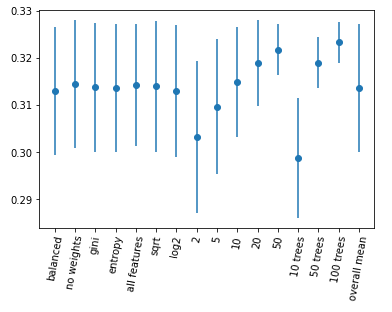 0.33
0.32
0.31
0.30
0.29
balanced
no weights
gini
entropy
all features
sqrt
log2
2
5
10
20
50
10 trees
50 trees
100 trees
overall mean